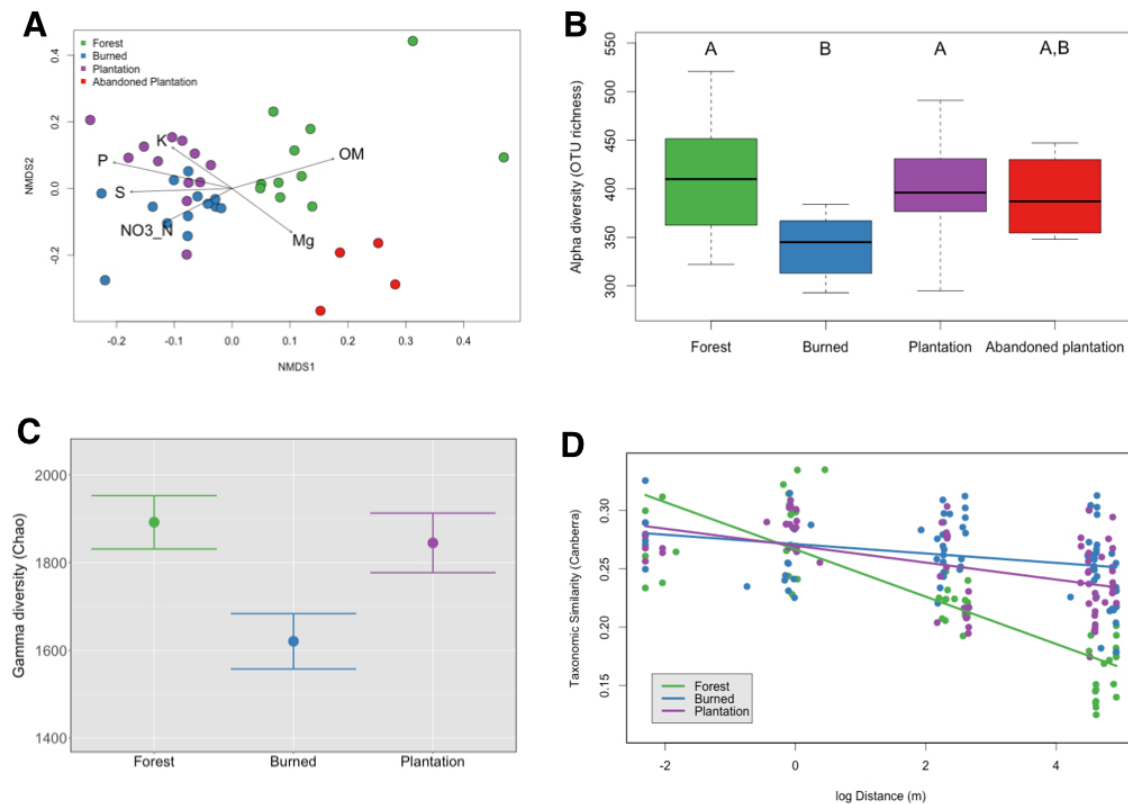 A
Forest
Burned
Plantation
Abandoned Plantation
K
P
S
NO3_N
OM
Mg
NMDS2
0.4
0.2
0.0
-0.2
-0.2 -0.1 0.0 0.1 0.2 0.3 0.4
NMDS1
B
A B A A,B
Alpha diversity (OTU richness)
550
500
450
400
350
300
Forest Burned Plantation Abandoned plantation
C
Gamma diversity (Chao)
2000
1800
1600
1400
Forest Burned Plantation
D
Taxonomic Similarity (Canberra)
0.30
0.25
0.20
0.15
Forest
Burned
Plantation
-2 0 2 4
log Distance (m)